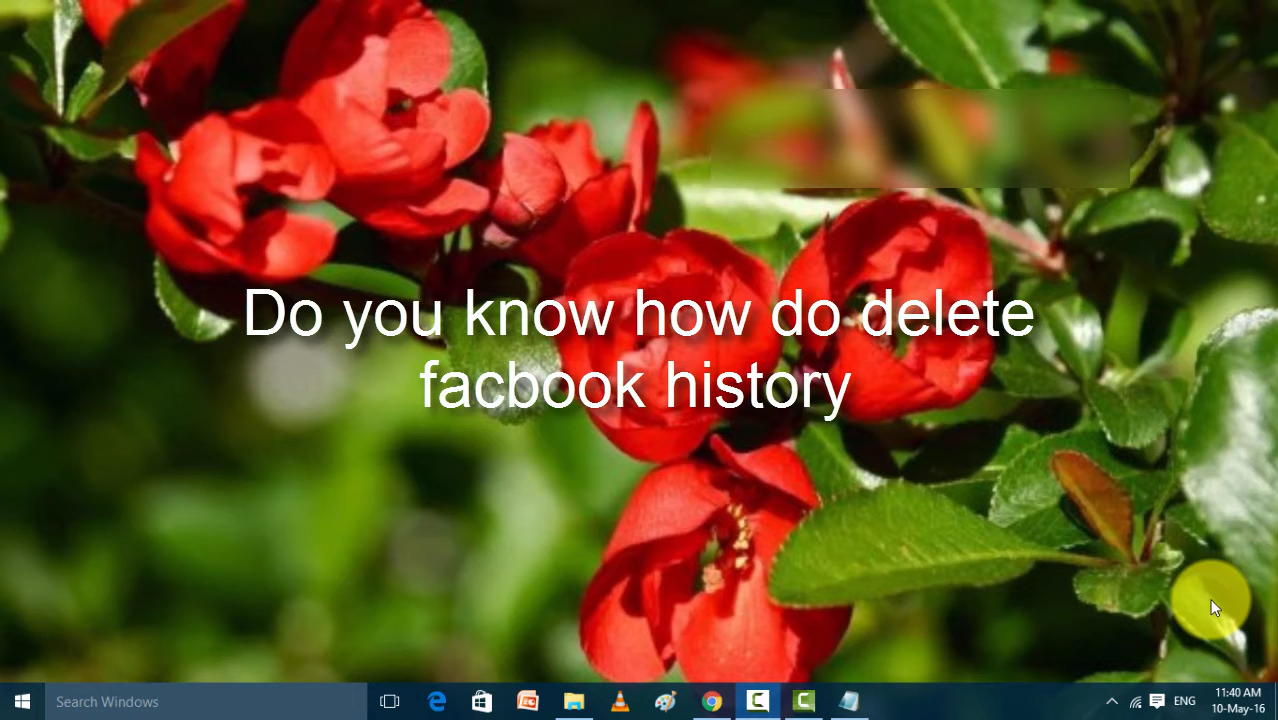 Do you know how do delete
facbook history
Search Windows
ENG
11:40 AM
10-May-16